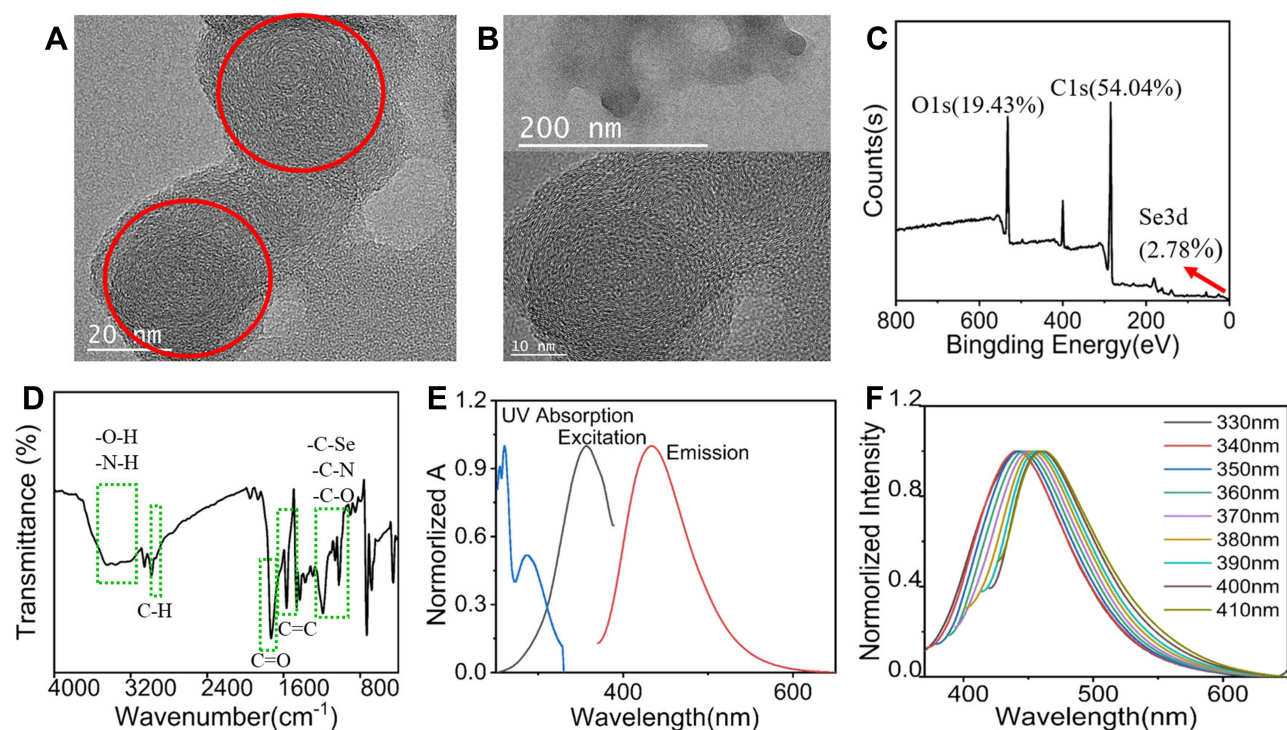 A
20 nm
B
200 nm
10 nm
C
O1s(19.43%)
C1s(54.04%)
Se3d
(2.78%)
Counts(s)
800
600
400
200
0
Bingding Energy(eV)
D
-O-H
-N-H
-C-Se
-C-N
-C-O
C-H
C=C
C=O
Transmittance (%)
4000
3200
2400
1600
800
Wavenumber(cm-1)
E
UV Absorption
Excitation
Emission
Normorlized A
1.2
0.9
0.6
0.3
0.0
400
600
Wavelength(nm)
F
330nm
340nm
350nm
360nm
370nm
380nm
390nm
400nm
410nm
Normorlized Intensity
1.2
0.8
0.4
0.0
400
500
600
Wavelength(nm)